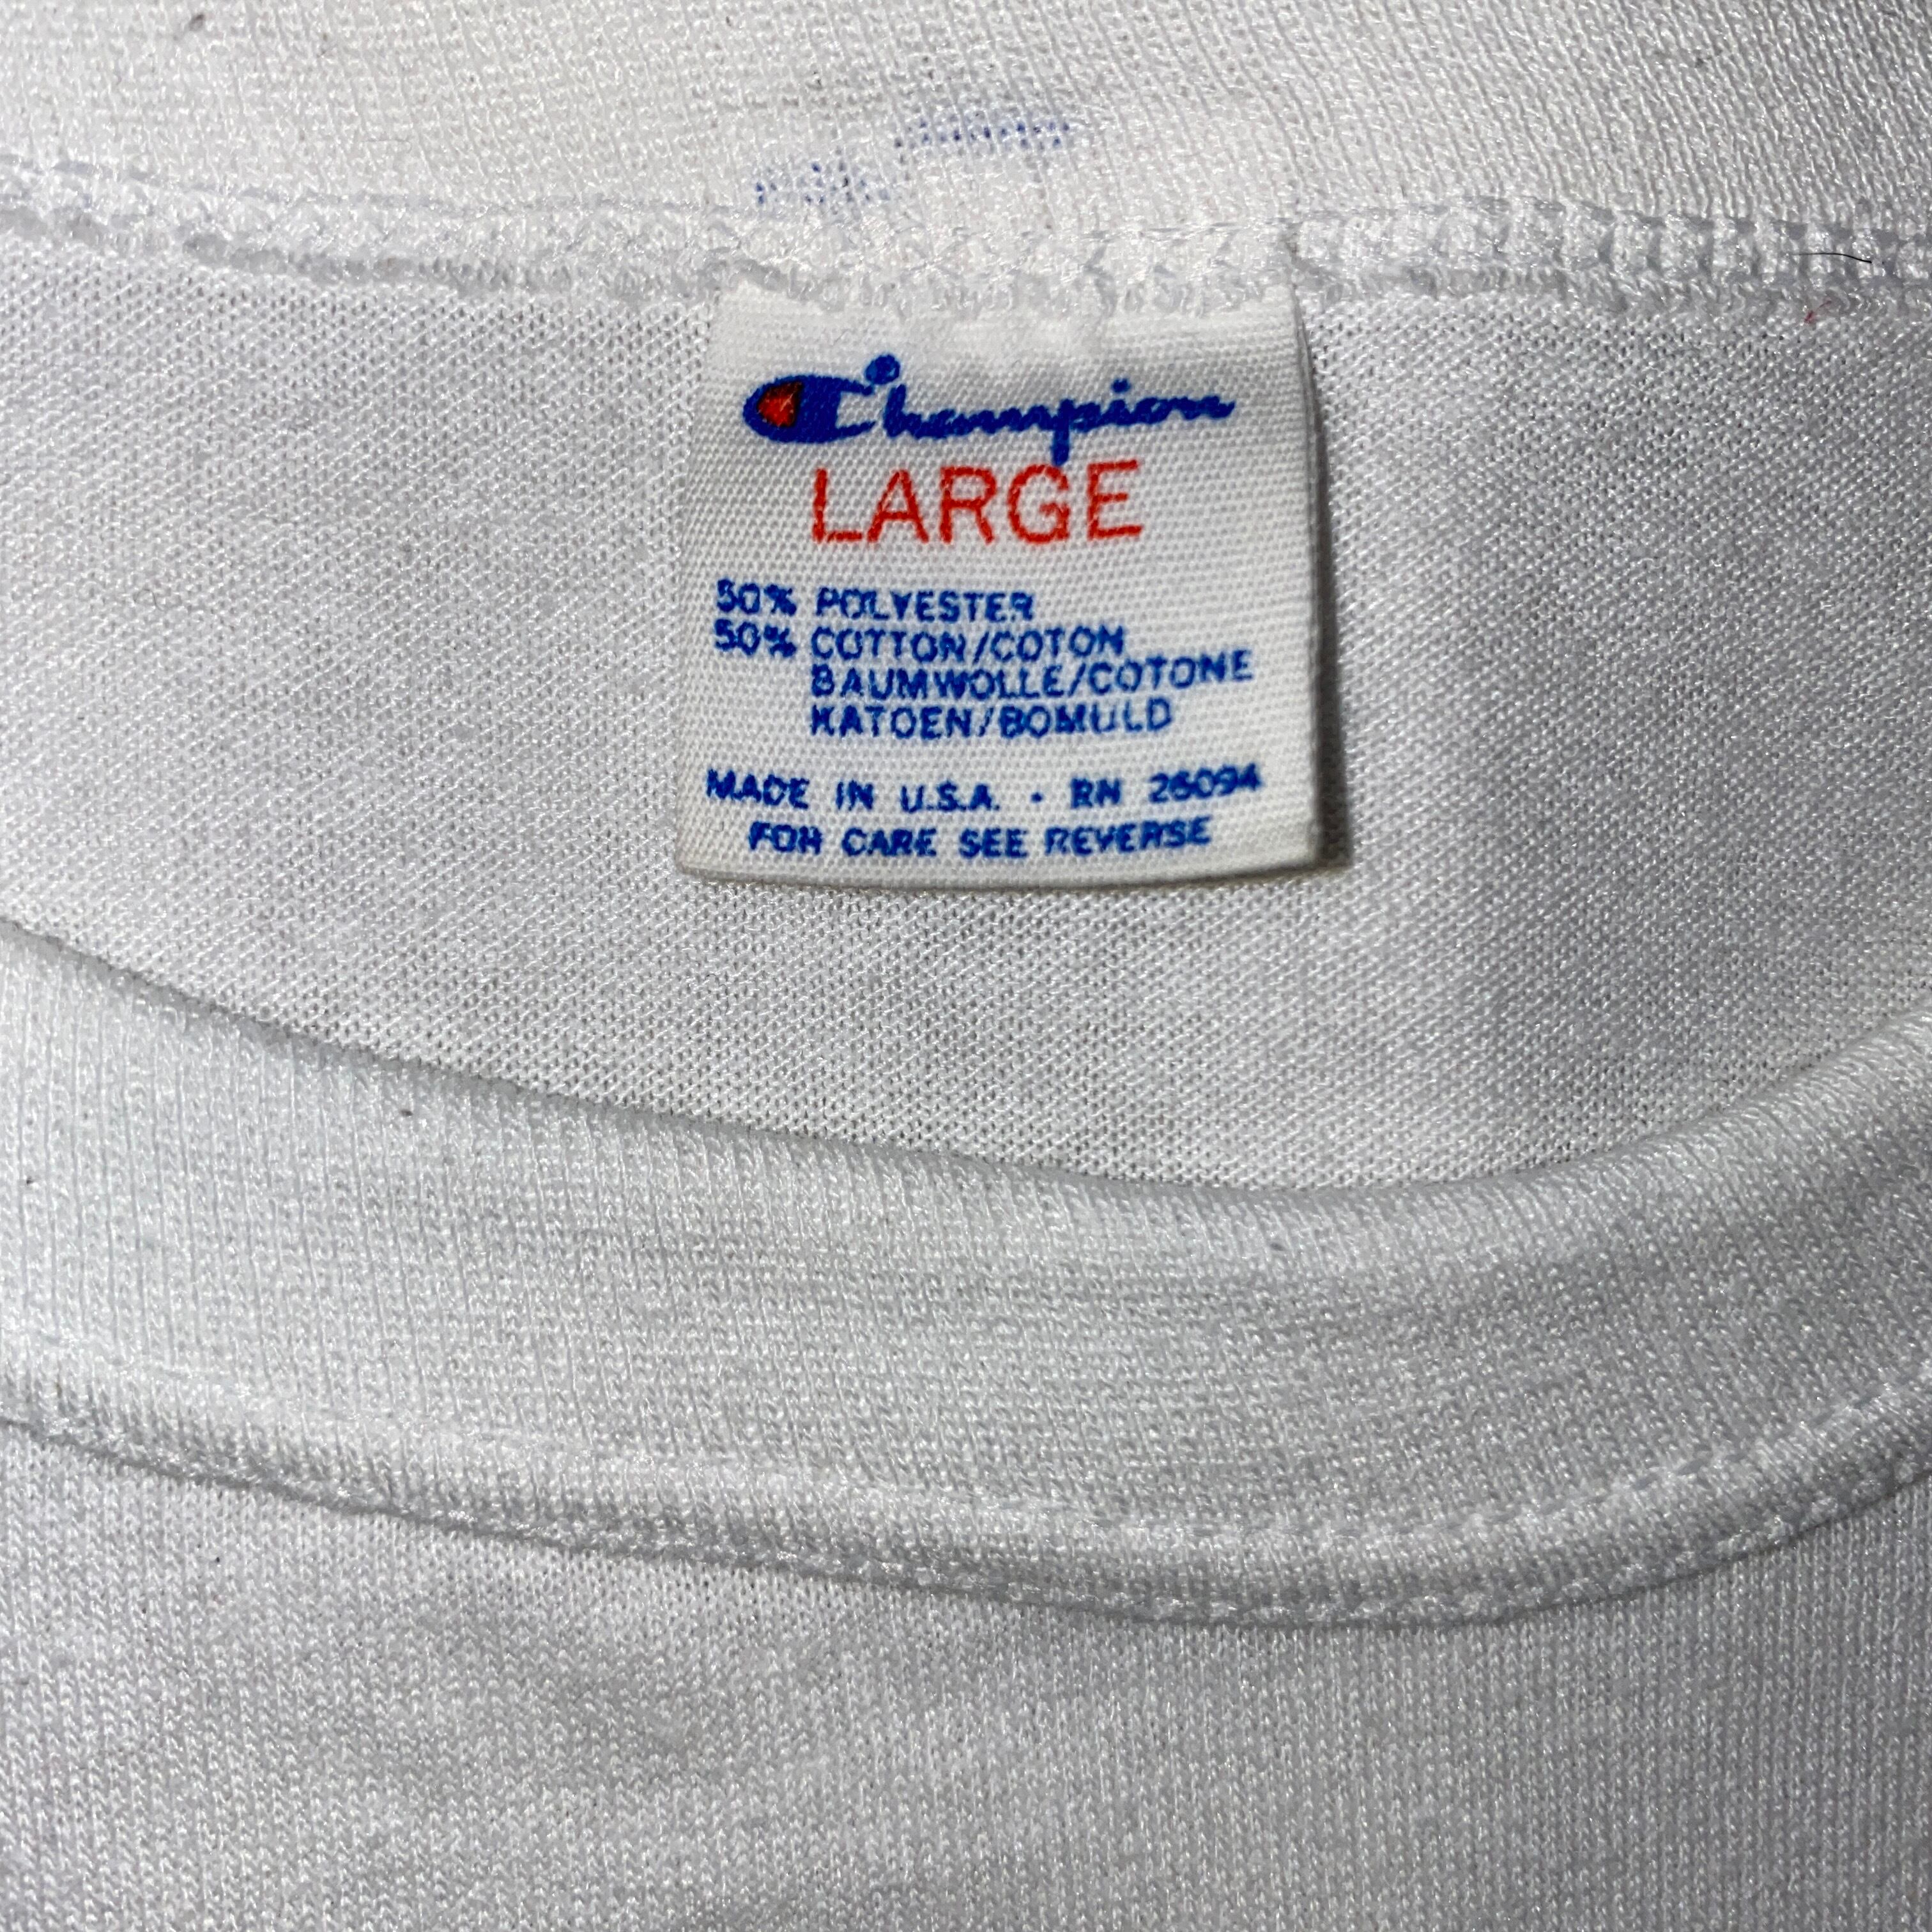 Champion®
LARGE
50% POLYESTER
50% COTTON/COTON
BAUMWOLLE/COTONE
KATOEN/BOMULD
MADE IN U.S.A. · RN 26094
FOR CARE SEE REVERSE